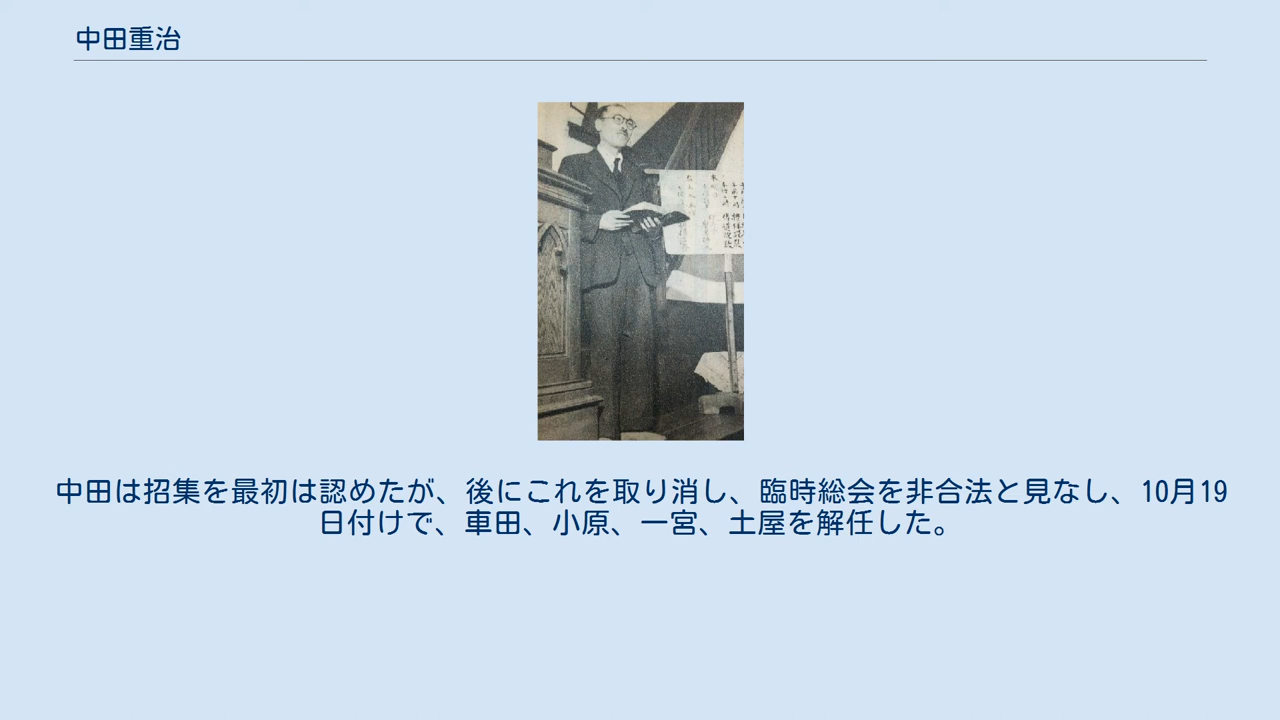 中田重治
中田は招集を最初は認めたが、後にこれを取り消し、臨時総会を非合法と見なし、10月19
日付けで、車田、小原、一宮、土屋を解任した。